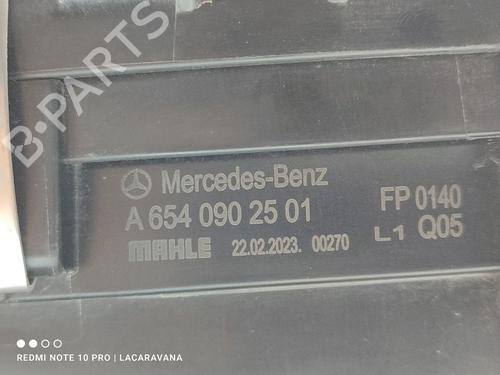 B-PARTS
Mercedes-Benz
A 654 090 25 01
FP 0140
MAHLE 22.02.2023. 00270
L1 Q05
REDMI NOTE 10 PRO | LACARAVANA